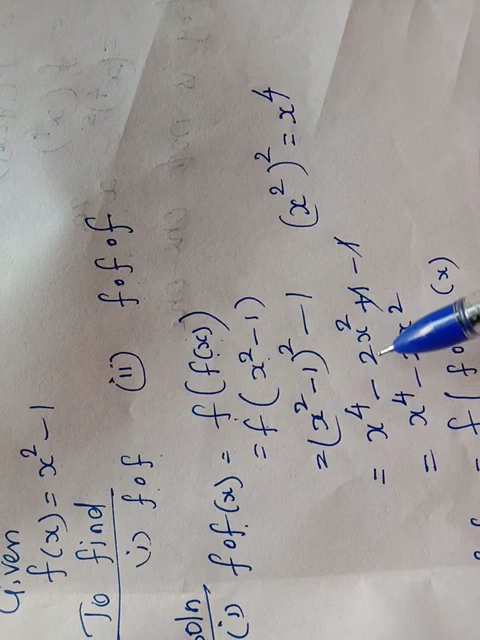 Given
f(x) = x² - 1
To find
(i) f o f (ii) f o f o f
soln
(i) f o f (x) = f(f(x))
= f(x² - 1)
= (x² - 1)² - 1 (x²)² = x⁴
= x⁴ - 2x² + 1 - 1
= x⁴ - x²
= f(f o (x)